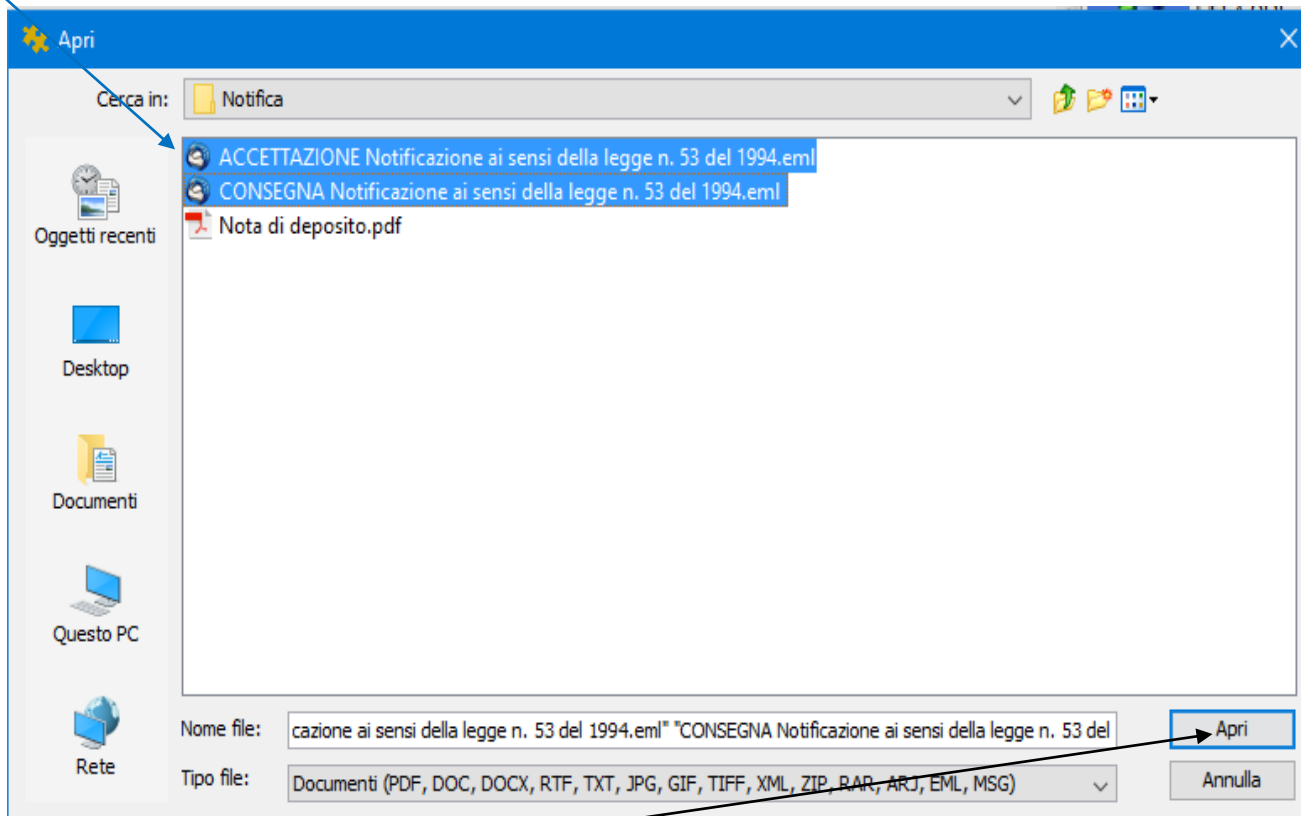 Apri
Cerca in: Notifica
ACCETTAZIONE Notificazione ai sensi della legge n. 53 del 1994.eml
CONSEGNA Notificazione ai sensi della legge n. 53 del 1994.eml
Nota di deposito.pdf
Oggetti recenti
Desktop
Documenti
Questo PC
Rete
Nome file: cazione ai sensi della legge n. 53 del 1994.eml" "CONSEGNA Notificazione ai sensi della legge n. 53 del
Apri
Tipo file: Documenti (PDF, DOC, DOCX, RTF, TXT, JPG, GIF, TIFF, XML, ZIP, RAR, ARJ, EML, MSG)
Annulla